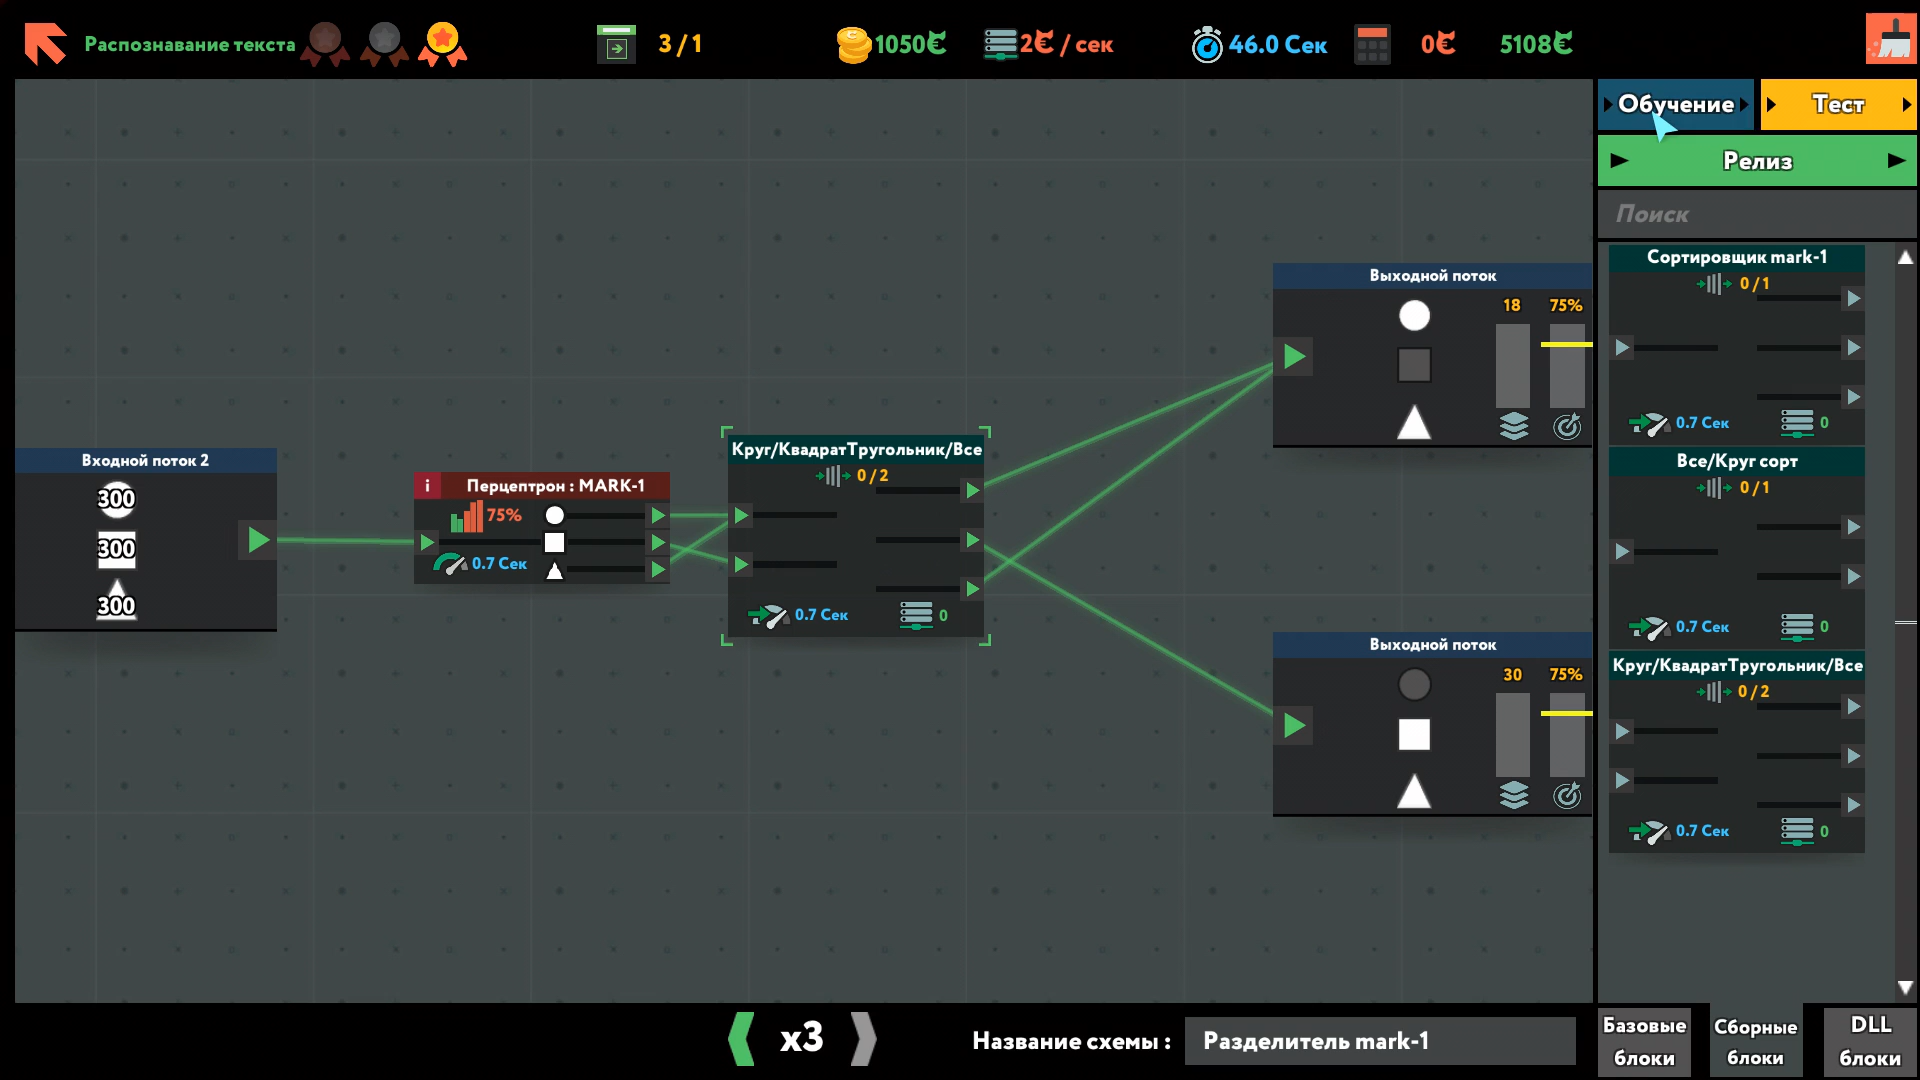 Распознавание текста
3 / 1
1050€
2€ / сек
46.0 Сек
0€
5108€
Обучение
Тест
Релиз
Поиск
Сортировщик mark-1
0 / 1
0.7 Сек
0
Все/Круг сорт
0 / 1
0.7 Сек
0
Круг/КвадратТругольник/Все
0 / 2
0.7 Сек
0
Входной поток 2
300
300
300
i
Перцептрон : MARK-1
75%
0.7 Сек
Круг/КвадратТругольник/Все
0 / 2
0.7 Сек
0
Выходной поток
18
75%
Выходной поток
30
75%
x3
Название схемы :
Разделитель mark-1
Базовые
блоки
Сборные
блоки
DLL
блоки